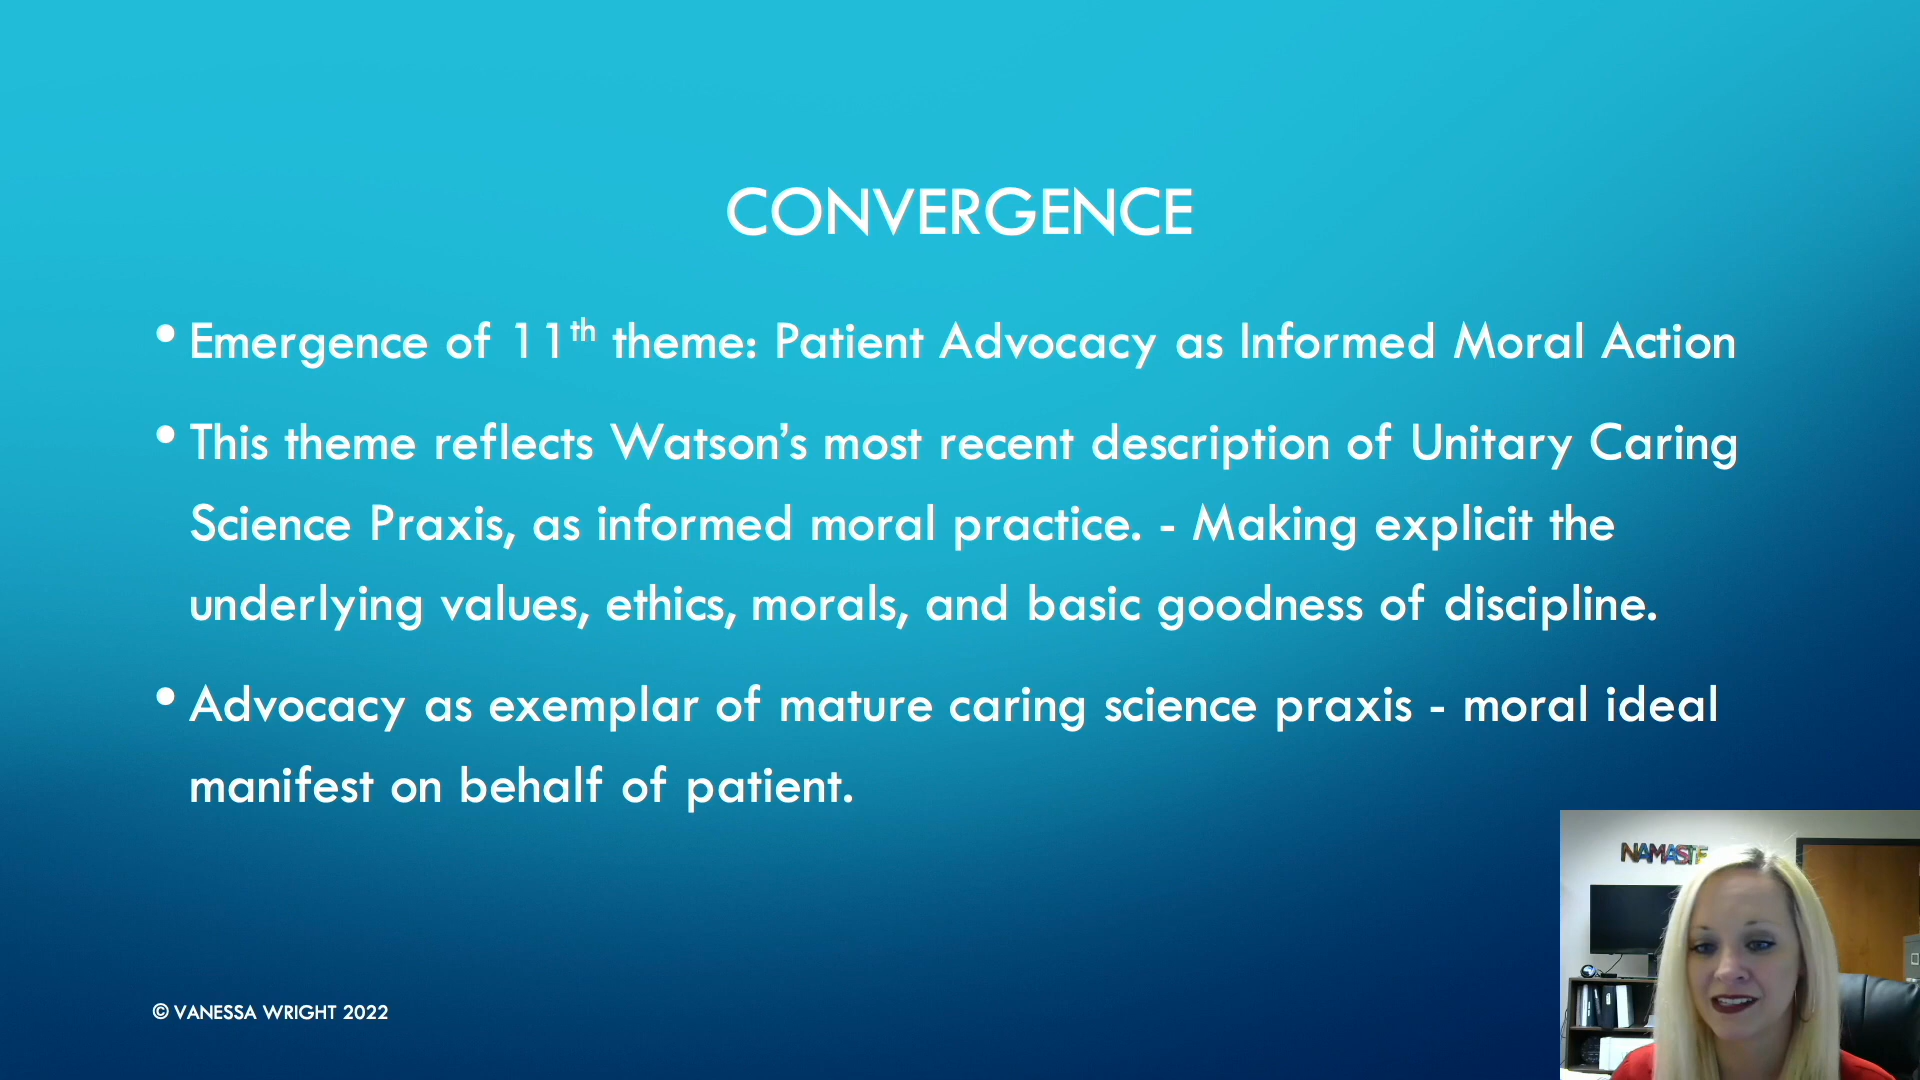 CONVERGENCE
• Emergence of 11th theme: Patient Advocacy as Informed Moral Action
• This theme reflects Watson’s most recent description of Unitary Caring
Science Praxis, as informed moral practice. - Making explicit the
underlying values, ethics, morals, and basic goodness of discipline.
• Advocacy as exemplar of mature caring science praxis - moral ideal
manifest on behalf of patient.
NAMASTE
© VANESSA WRIGHT 2022